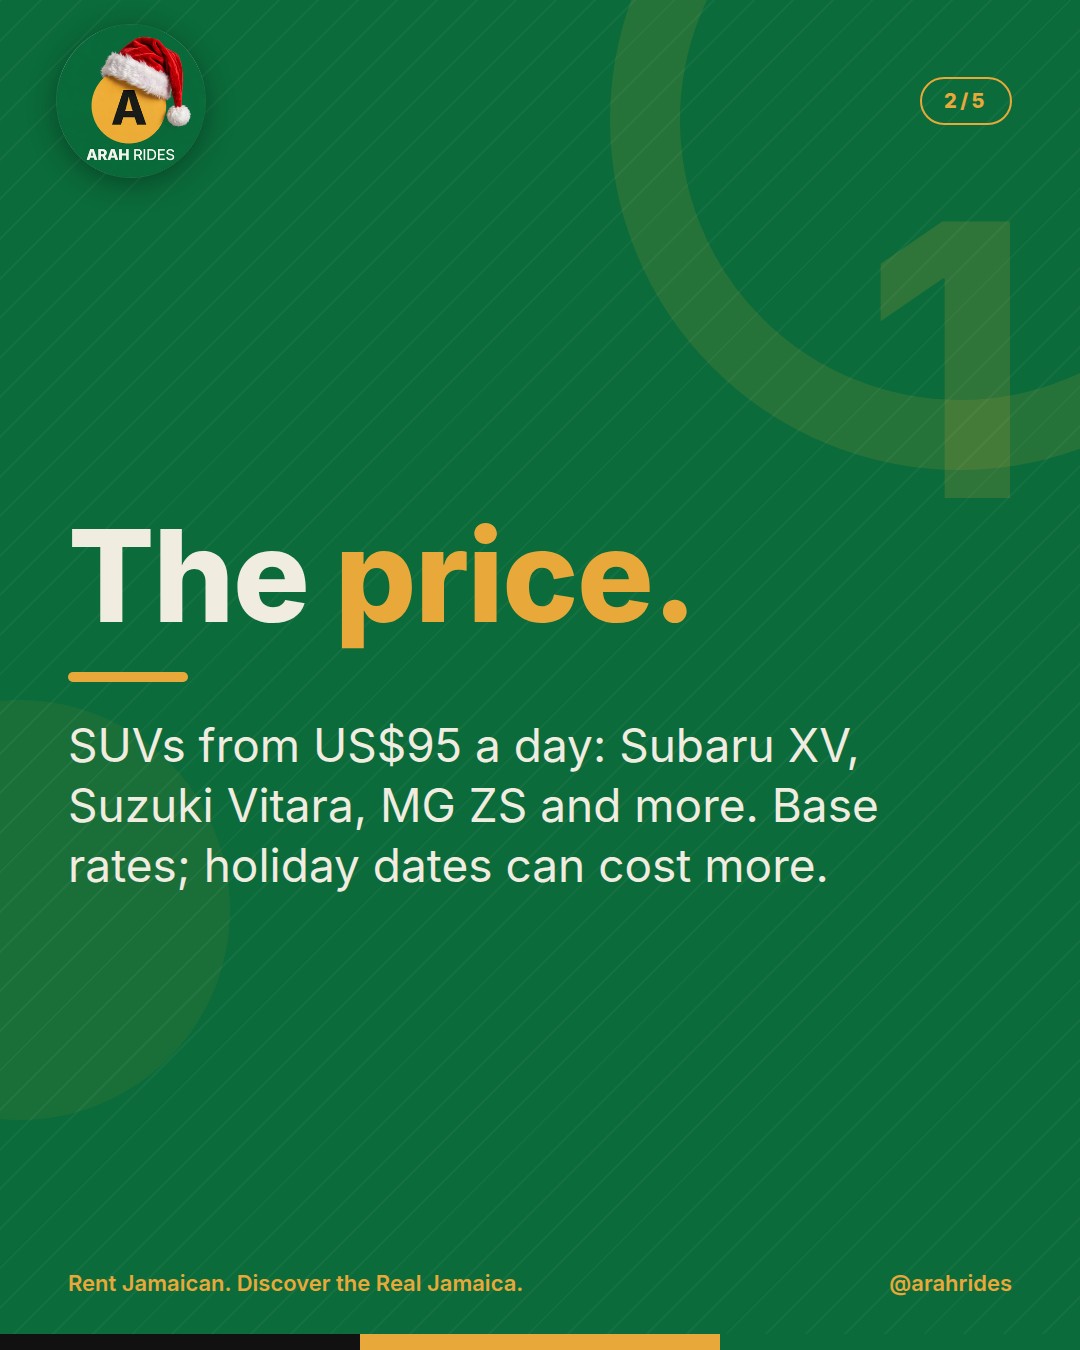 A
ARAH RIDES
2/5
1
The price.
SUVs from US$95 a day: Subaru XV,
Suzuki Vitara, MG ZS and more. Base
rates; holiday dates can cost more.
Rent Jamaican. Discover the Real Jamaica.
@arahrides